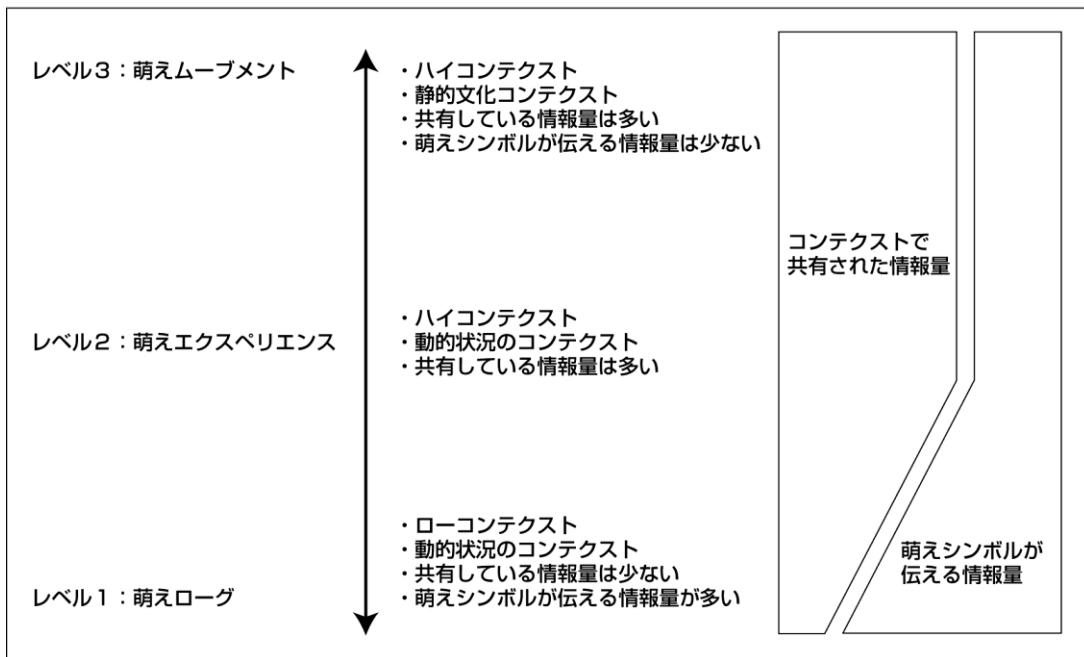 レベル3：萌えムーブメント
・ハイコンテクスト
・静的文化コンテクスト
・共有している情報量は多い
・萌えシンボルが伝える情報量は少ない
レベル2：萌えエクスペリエンス
・ハイコンテクスト
・動的状況のコンテクスト
・共有している情報量は多い
レベル1：萌えローグ
・ローコンテクスト
・動的状況のコンテクスト
・共有している情報量は少ない
・萌えシンボルが伝える情報量が多い
コンテクストで
共有された情報量
萌えシンボルが
伝える情報量